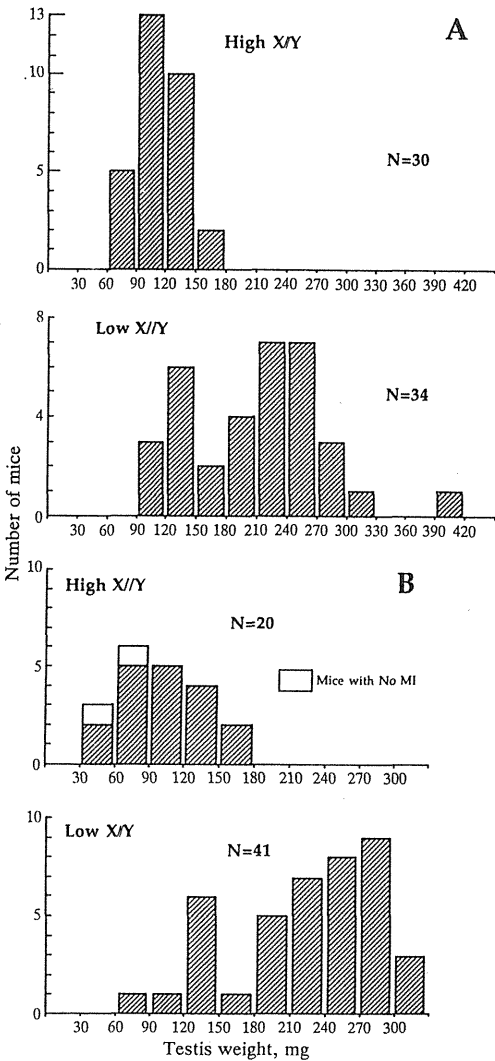 A
High X/Y
N=30
13
10
5
0
30 60 90 120 150 180 210 240 270 300 330 360 390 420
Low X//Y
N=34
8
4
0
30 60 90 120 150 180 210 240 270 300 330 360 390 420
Number of mice
B
High X//Y
N=20
Mice with No MI
10
5
0
30 60 90 120 150 180 210 240 270 300
Low X/Y
N=41
10
5
0
30 60 90 120 150 180 210 240 270 300
Testis weight, mg